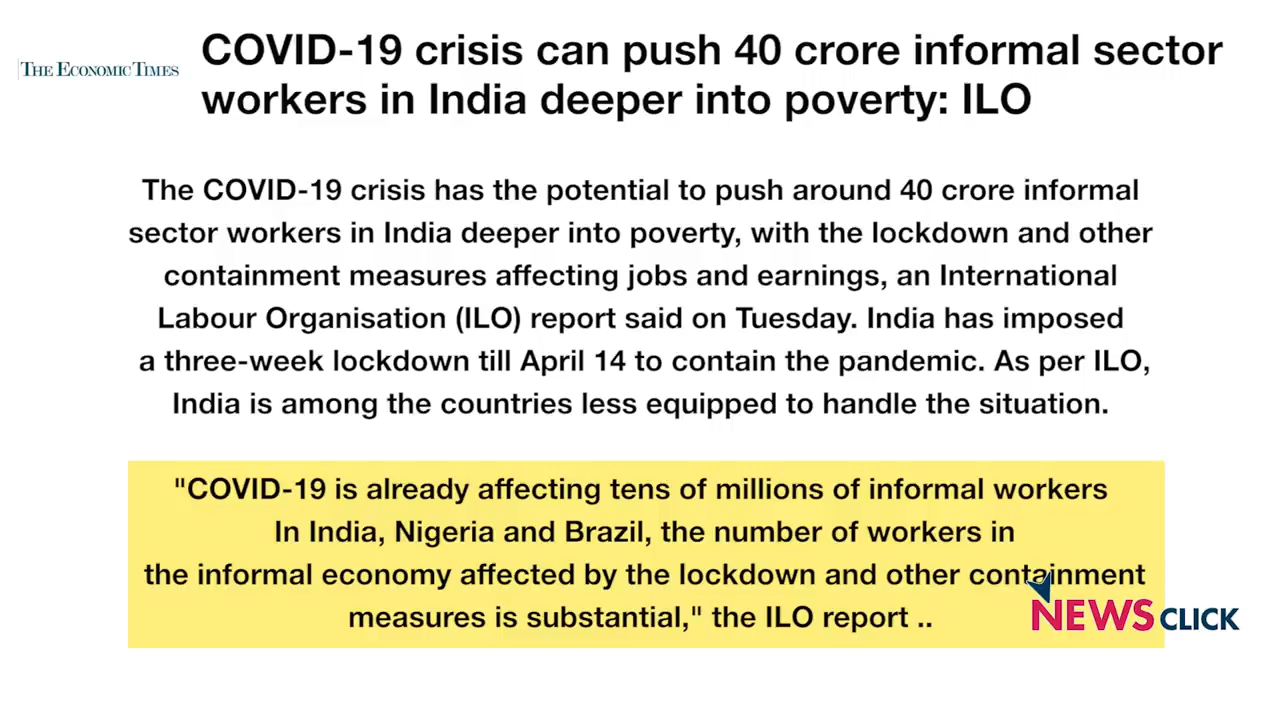 THE ECONOMIC TIMES
COVID-19 crisis can push 40 crore informal sector
workers in India deeper into poverty: ILO
The COVID-19 crisis has the potential to push around 40 crore informal
sector workers in India deeper into poverty, with the lockdown and other
containment measures affecting jobs and earnings, an International
Labour Organisation (ILO) report said on Tuesday. India has imposed
a three-week lockdown till April 14 to contain the pandemic. As per ILO,
India is among the countries less equipped to handle the situation.
"COVID-19 is already affecting tens of millions of informal workers
In India, Nigeria and Brazil, the number of workers in
the informal economy affected by the lockdown and other containment
measures is substantial," the ILO report ..
NEWSCLICK